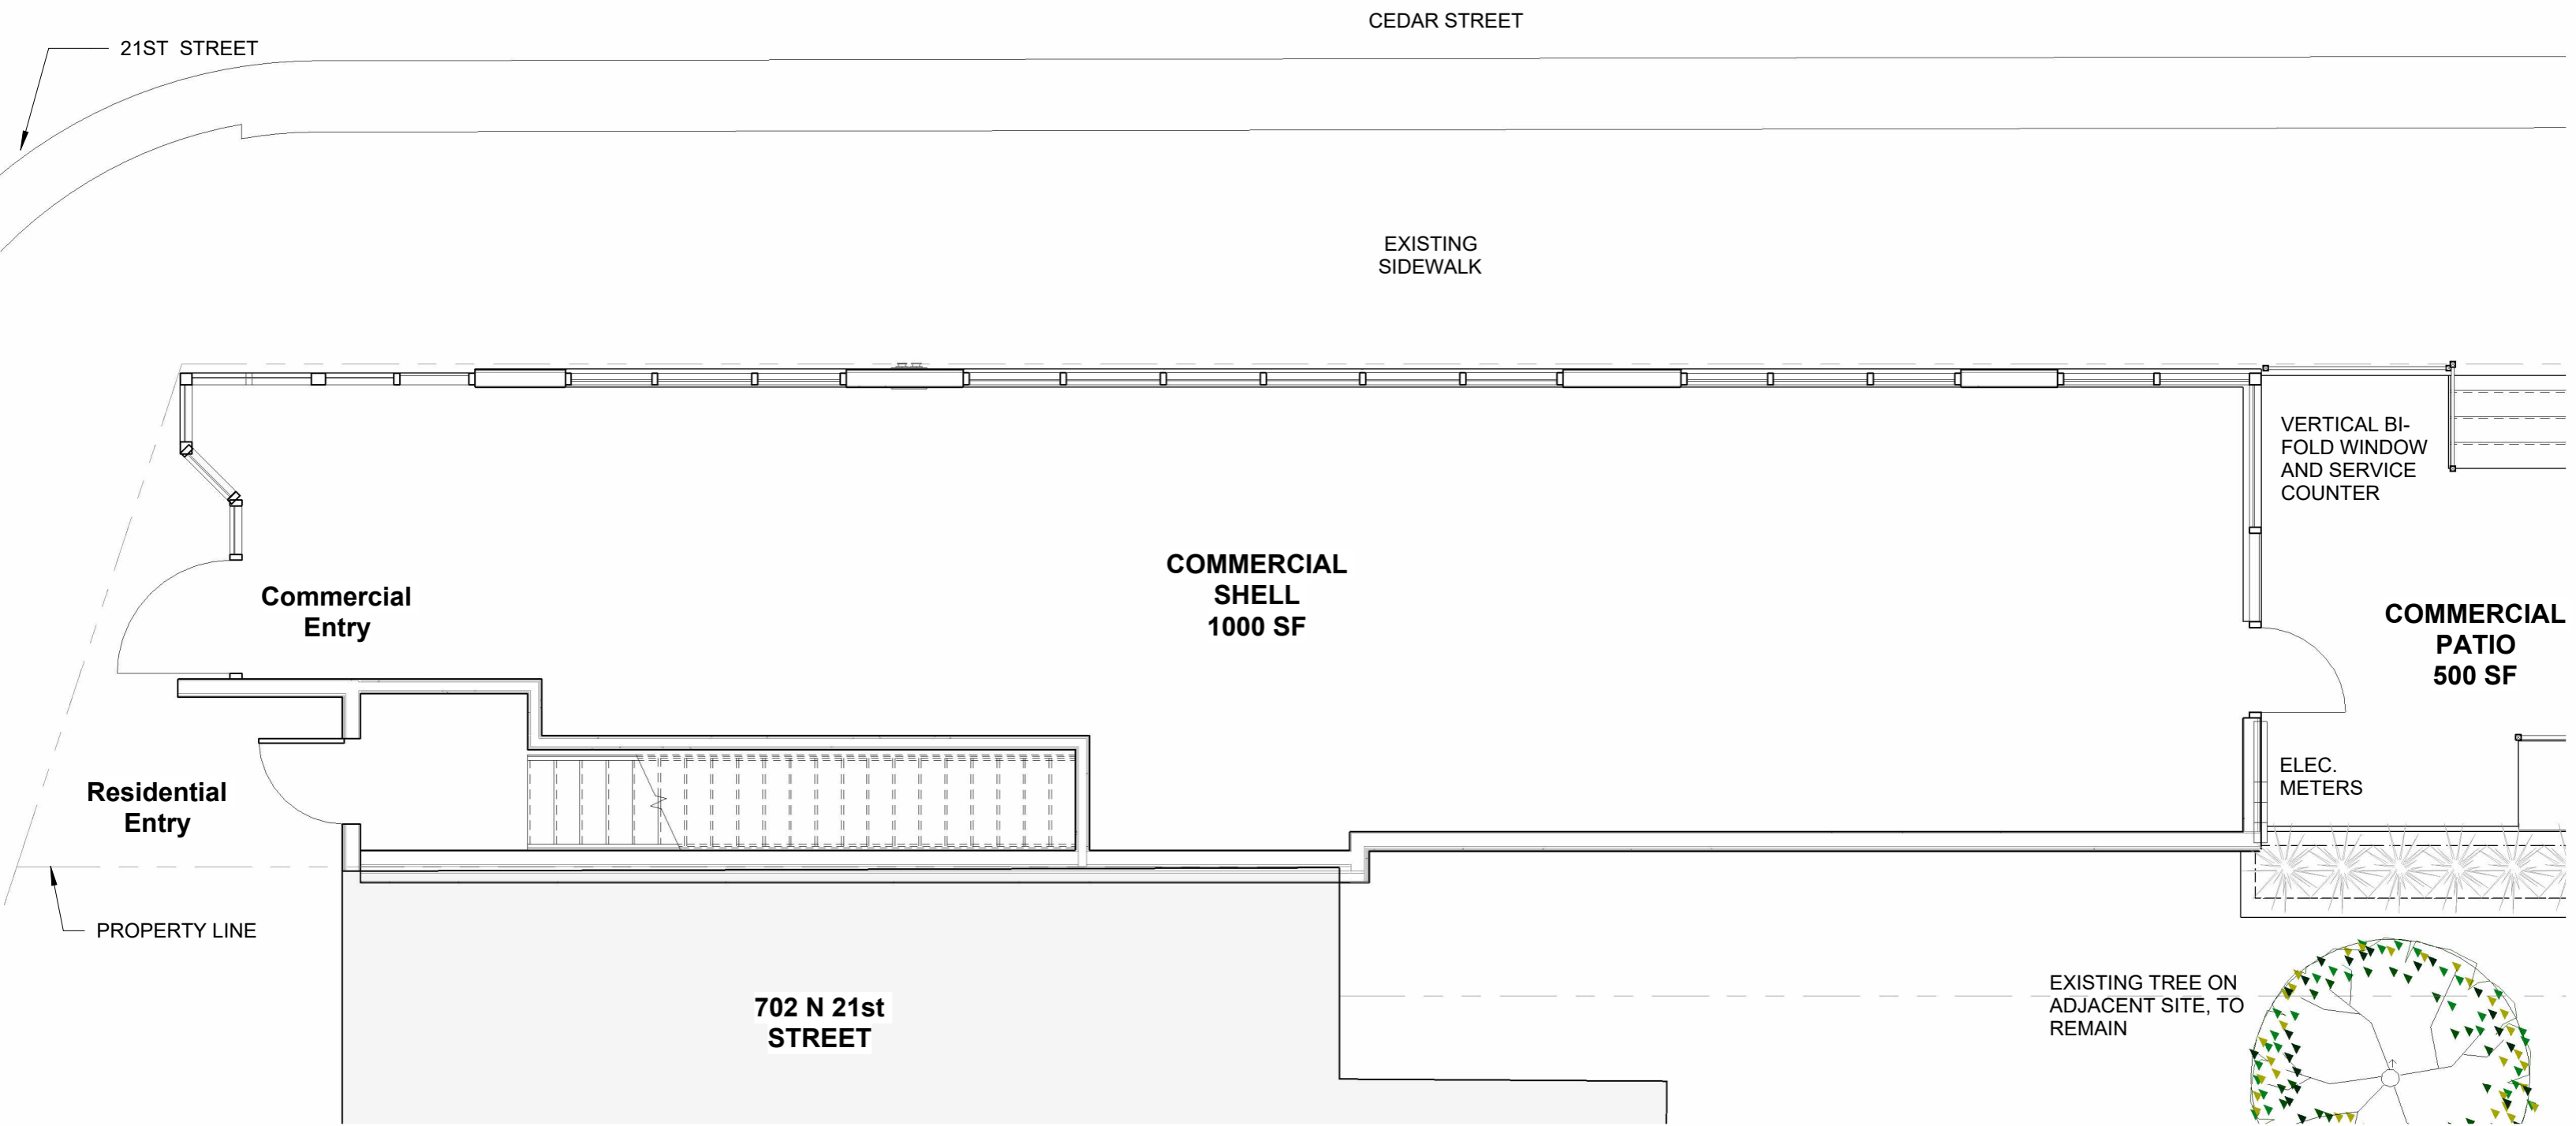 CEDAR STREET
21ST STREET
EXISTING
SIDEWALK
VERTICAL BI-
FOLD WINDOW
AND SERVICE
COUNTER
COMMERCIAL
SHELL
1000 SF
Commercial
Entry
COMMERCIAL
PATIO
500 SF
Residential
Entry
ELEC.
METERS
PROPERTY LINE
702 N 21st
STREET
EXISTING TREE ON
ADJACENT SITE, TO
REMAIN